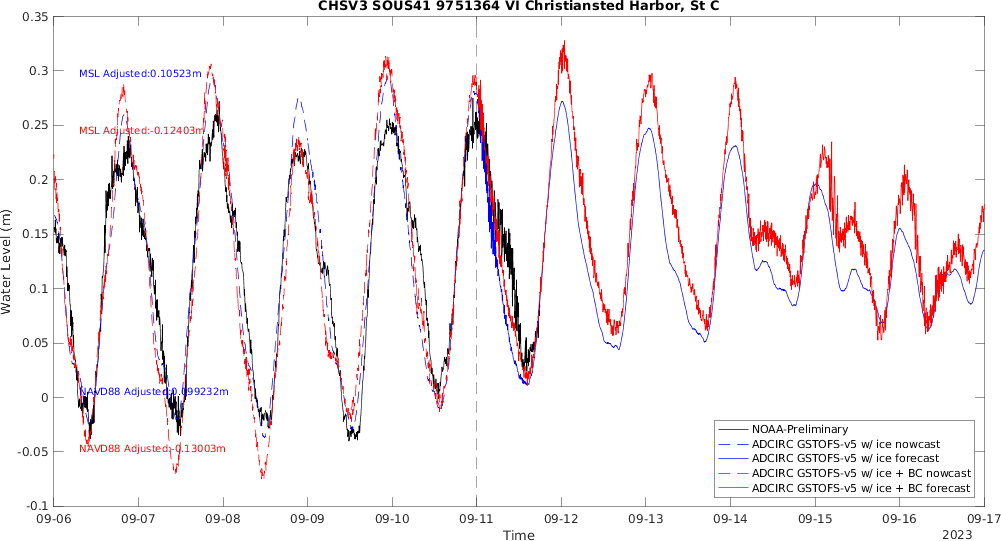 CHSV3 SOUS41 9751364 VI Christiansted Harbor, St C
0.35
0.3
0.25
0.2
0.15
0.1
0.05
0
-0.05
-0.1
Water Level (m)
MSL Adjusted:0.10523m
MSL Adjusted:-0.12403m
NAVD88 Adjusted:0.099232m
NAVD88 Adjusted:-0.13003m
NOAA-Preliminary
ADCIRC GSTOFS-v5 w/ ice nowcast
ADCIRC GSTOFS-v5 w/ ice forecast
ADCIRC GSTOFS-v5 w/ ice + BC nowcast
ADCIRC GSTOFS-v5 w/ ice + BC forecast
09-06 09-07 09-08 09-09 09-10 09-11 09-12 09-13 09-14 09-15 09-16 09-17
Time
2023